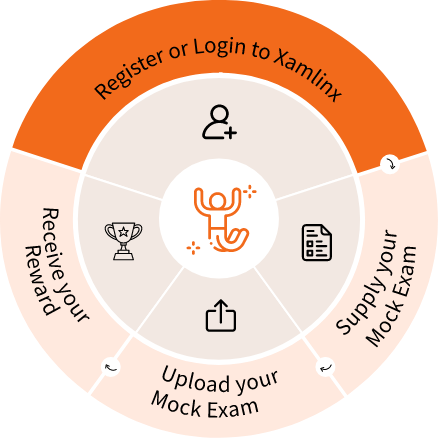 Register or Login to Xamlinx
Supply your
Mock Exam
Upload your
Mock Exam
Receive your
Reward